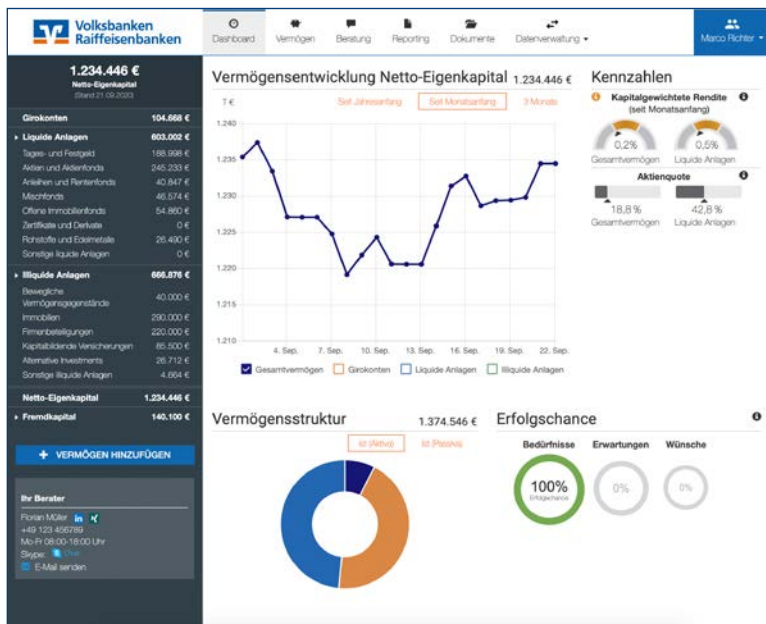 Volksbanken
Raiffeisenbanken
Dashboard
Vermögen
Beratung
Reporting
Dokumente
Datenverwaltung
Marco Richter
1.234.446 €
Netto-Eigenkapital
(Stand 21.09.2020)
Girokonten 104.668 €
Liquide Anlagen 603.002 €
Tages- und Festgeld 188.998 €
Aktien und Aktienfonds 245.233 €
Anleihen und Rentenfonds 40.847 €
Mischfonds 46.574 €
Offene Immobilienfonds 54.860 €
Zertifikate und Derivate 0 €
Rohstoffe und Edelmetalle 26.490 €
Sonstige liquide Anlagen 0 €
Illiquide Anlagen 666.876 €
Bewegliche
Vermögensgegenstände 40.000 €
Immobilien 290.000 €
Firmenbeteiligungen 220.000 €
Kapitalbildende Versicherungen 85.500 €
Alternative Investments 26.712 €
Sonstige illiquide Anlagen 4.664 €
Netto-Eigenkapital 1.234.446 €
Fremdkapital 140.100 €
+ VERMÖGEN HINZUFÜGEN
Ihr Berater
Florian Müller
+49 123 456789
Mo-Fr 08:00-18:00 Uhr
Skype: Chat
E-Mail senden
Vermögensentwicklung Netto-Eigenkapital 1.234.446 €
T €
Seit Jahresanfang
Seit Monatsanfang
3 Monate
1.240
1.235
1.230
1.225
1.220
1.215
1.210
4. Sep. 7. Sep. 10. Sep. 13. Sep. 16. Sep. 19. Sep. 22. Sep.
Gesamtvermögen Girokonten Liquide Anlagen Illiquide Anlagen
Kennzahlen
Kapitalgewichtete Rendite
(seit Monatsanfang)
0,2% 0,5%
Gesamtvermögen Liquide Anlagen
Aktienquote
18,8 % 42,8 %
Gesamtvermögen Liquide Anlagen
Vermögensstruktur 1.374.546 €
Ist (Aktiva) Ist (Passiva)
Erfolgschance
Bedürfnisse Erwartungen Wünsche
100% 0% 0%
Erfolgschance